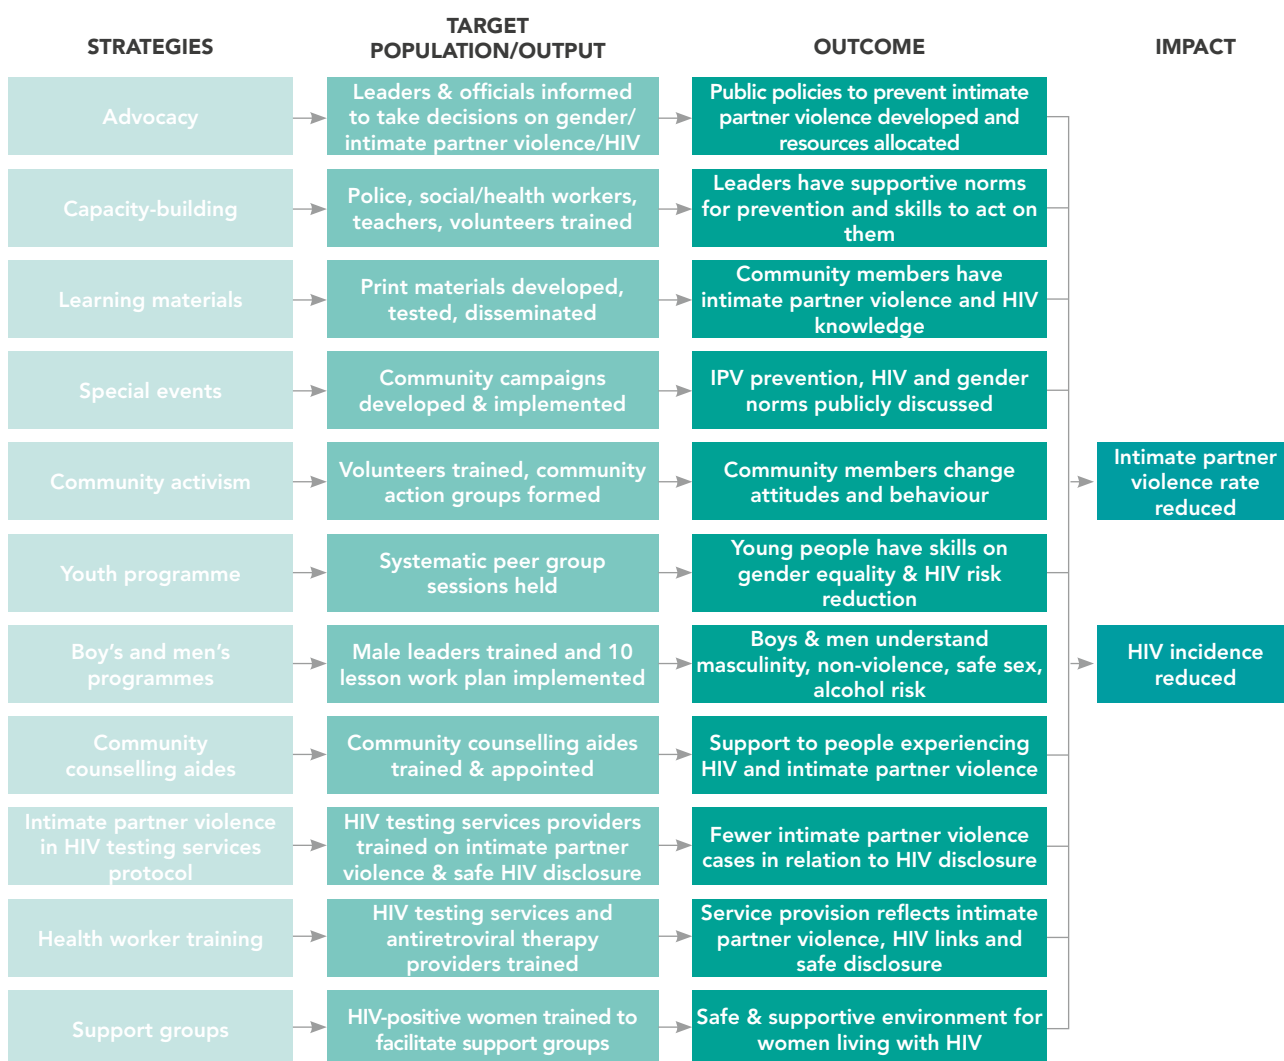 STRATEGIES
TARGET
POPULATION/OUTPUT
OUTCOME
IMPACT
Advocacy
Leaders & officials informed
to take decisions on gender/
intimate partner violence/HIV
Public policies to prevent intimate
partner violence developed and
resources allocated
Capacity-building
Police, social/health workers,
teachers, volunteers trained
Leaders have supportive norms
for prevention and skills to act on
them
Learning materials
Print materials developed,
tested, disseminated
Community members have
intimate partner violence and HIV
knowledge
Special events
Community campaigns
developed & implemented
IPV prevention, HIV and gender
norms publicly discussed
Community activism
Volunteers trained, community
action groups formed
Community members change
attitudes and behaviour
Intimate partner
violence rate
reduced
Youth programme
Systematic peer group
sessions held
Young people have skills on
gender equality & HIV risk
reduction
Boy's and men's
programmes
Male leaders trained and 10
lesson work plan implemented
Boys & men understand
masculinity, non-violence, safe sex,
alcohol risk
HIV incidence
reduced
Community
counselling aides
Community counselling aides
trained & appointed
Support to people experiencing
HIV and intimate partner violence
Intimate partner violence
in HIV testing services
protocol
HIV testing services providers
trained on intimate partner
violence & safe HIV disclosure
Fewer intimate partner violence
cases in relation to HIV disclosure
Health worker training
HIV testing services and
antiretroviral therapy
providers trained
Service provision reflects intimate
partner violence, HIV links and
safe disclosure
Support groups
HIV-positive women trained to
facilitate support groups
Safe & supportive environment for
women living with HIV